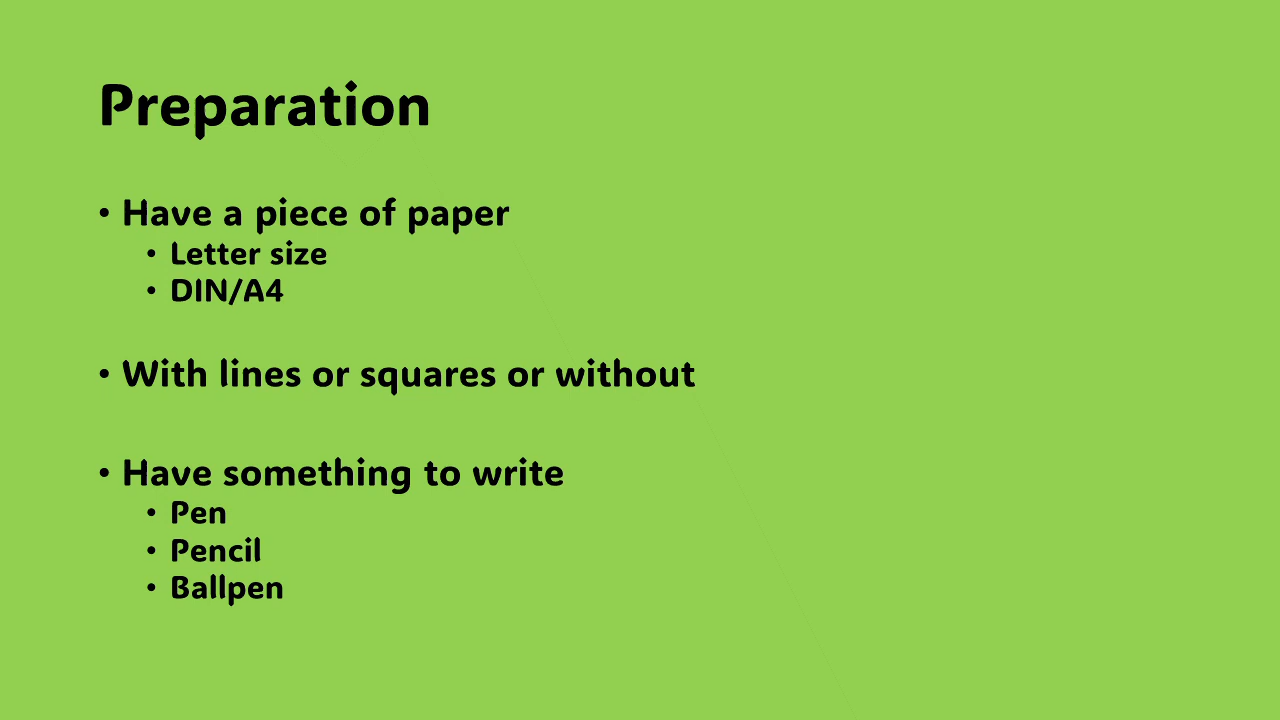 Preparation
• Have a piece of paper
• Letter size
• DIN/A4
• With lines or squares or without
• Have something to write
• Pen
• Pencil
• Ballpen